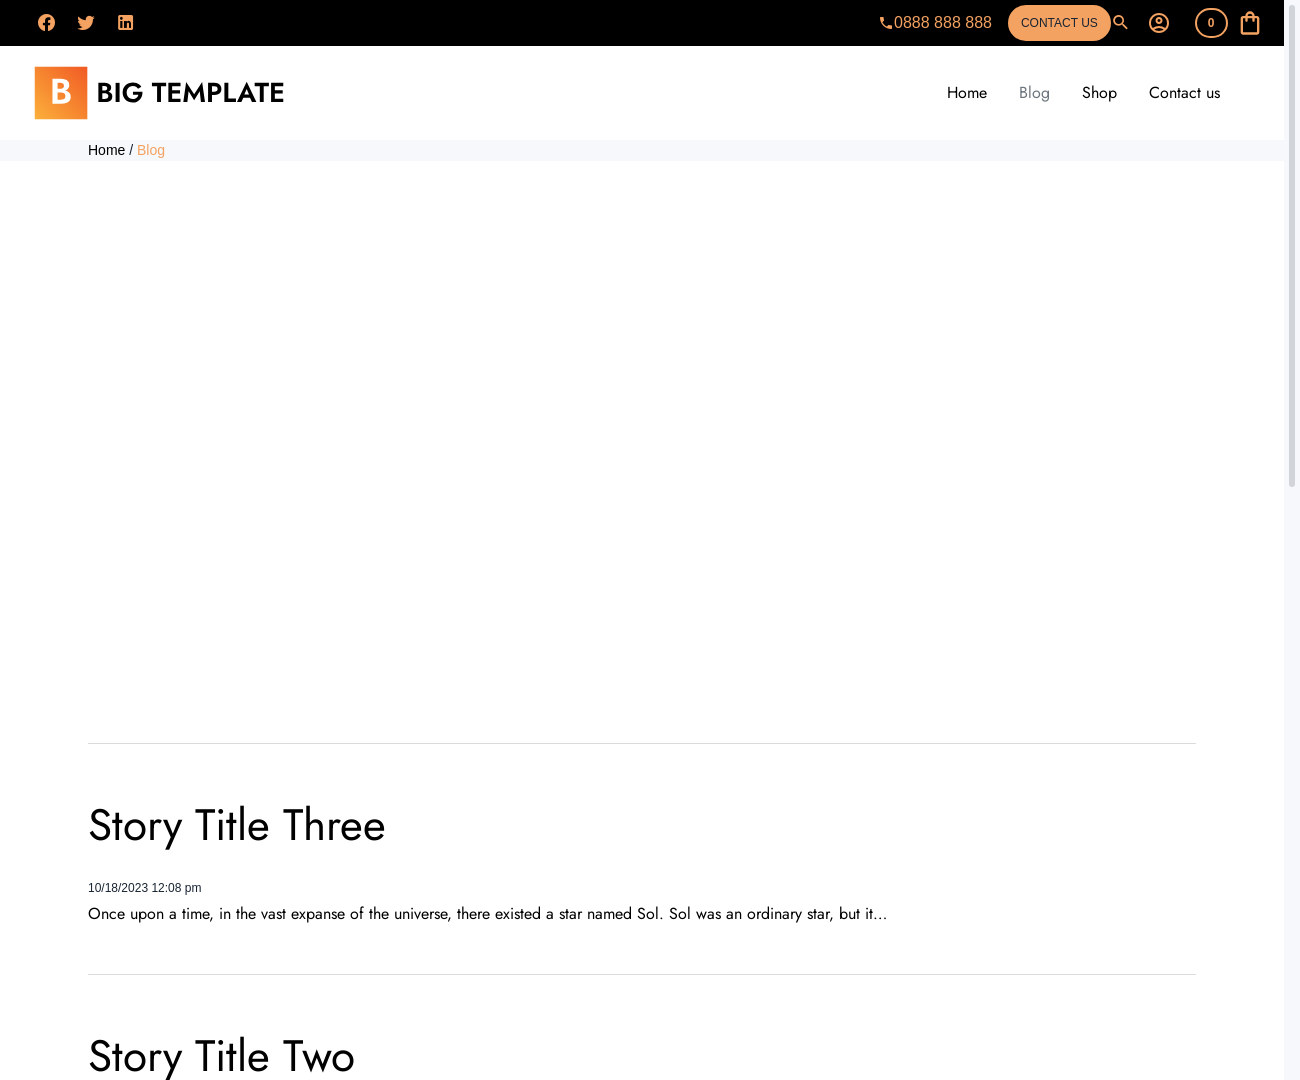 0888 888 888 CONTACT US 0
B BIG TEMPLATE Home Blog Shop Contact us
Home / Blog
Story Title Three
10/18/2023 12:08 pm
Once upon a time, in the vast expanse of the universe, there existed a star named Sol. Sol was an ordinary star, but it...
Story Title Two